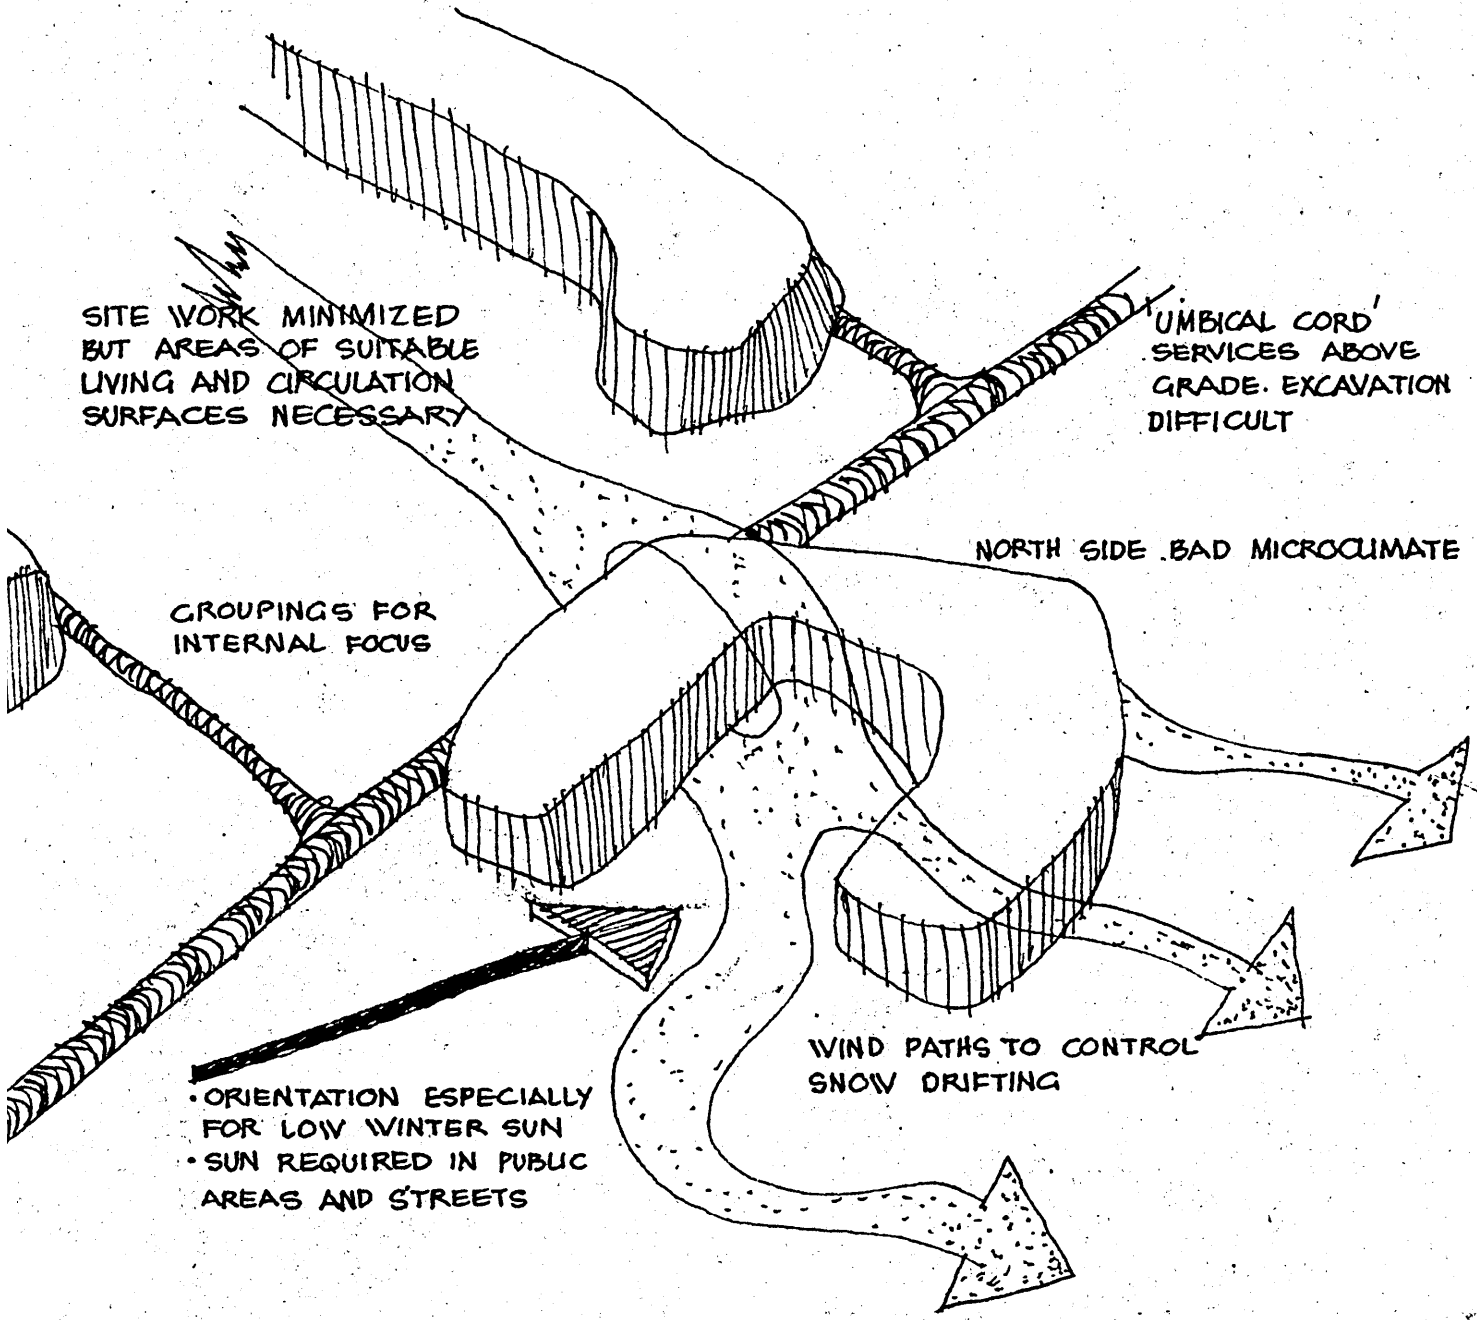 SITE WORK MINIMIZED
BUT AREAS OF SUITABLE
LIVING AND CIRCULATION
SURFACES NECESSARY
'UMBICAL CORD'
SERVICES ABOVE
GRADE. EXCAVATION
DIFFICULT
NORTH SIDE . BAD MICROCLIMATE
GROUPINGS FOR
INTERNAL FOCUS
WIND PATHS TO CONTROL
SNOW DRIFTING
• ORIENTATION ESPECIALLY
FOR LOW WINTER SUN
• SUN REQUIRED IN PUBLIC
AREAS AND STREETS